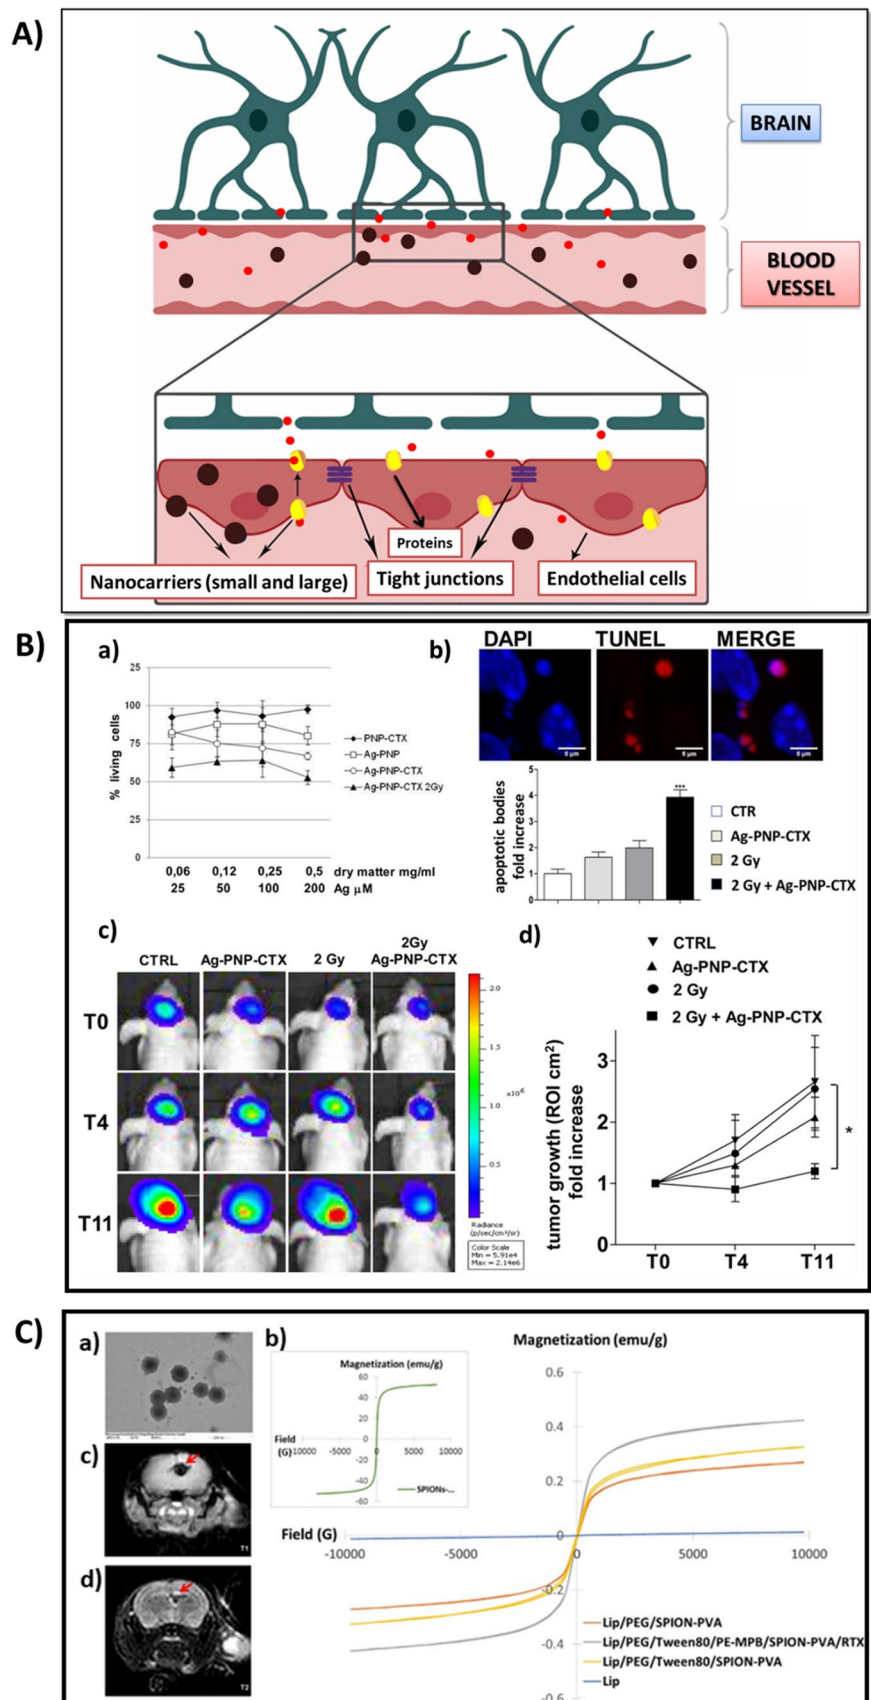 A)
BRAIN
BLOOD
VESSEL
Proteins
Nanocarriers (small and large)
Tight junctions
Endothelial cells
B)
a)
25
100
75
50
25
0
% living cells
PNP-CTX
Ag-PNP
Ag-PNP-CTX
Ag-PNP-CTX 2Gy
0,06 0,12 0,25 0,5 dry matter mg/ml
25 50 100 200 Ag µM
b)
DAPI TUNEL MERGE
5 µm 5 µm 5 µm
apoptotic bodies
fold increase
5
4
3
2
1
0
***
CTR
Ag-PNP-CTX
2 Gy
2 Gy + Ag-PNP-CTX
c)
CTRL Ag-PNP-CTX 2 Gy 2Gy
Ag-PNP-CTX
T0
T4
T11
2.0
1.5
x10⁶
1.0
0.5
Radiance
(p/sec/cm²/sr)
Color Scale
Min = 5.91e4
Max = 2.14e6
d)
CTRL
Ag-PNP-CTX
2 Gy
2 Gy + Ag-PNP-CTX
tumor growth (ROI cm²)
fold increase
3
2
1
0
*
T0 T4 T11
C)
a)
b)
Magnetization (emu/g)
60
40
20
0
-20
-40
-60
Field
(G)
-10000 -5000 0 5000 10000
SPIONs-...
Magnetization (emu/g)
0.6
0.4
0.2
0
-0.2
-0.4
-0.6
Field (G)
-10000 -5000 0 5000 10000
Lip/PEG/SPION-PVA
Lip/PEG/Tween80/PE-MPB/SPION-PVA/RTX
Lip/PEG/Tween80/SPION-PVA
Lip
c)
T1
d)
T2